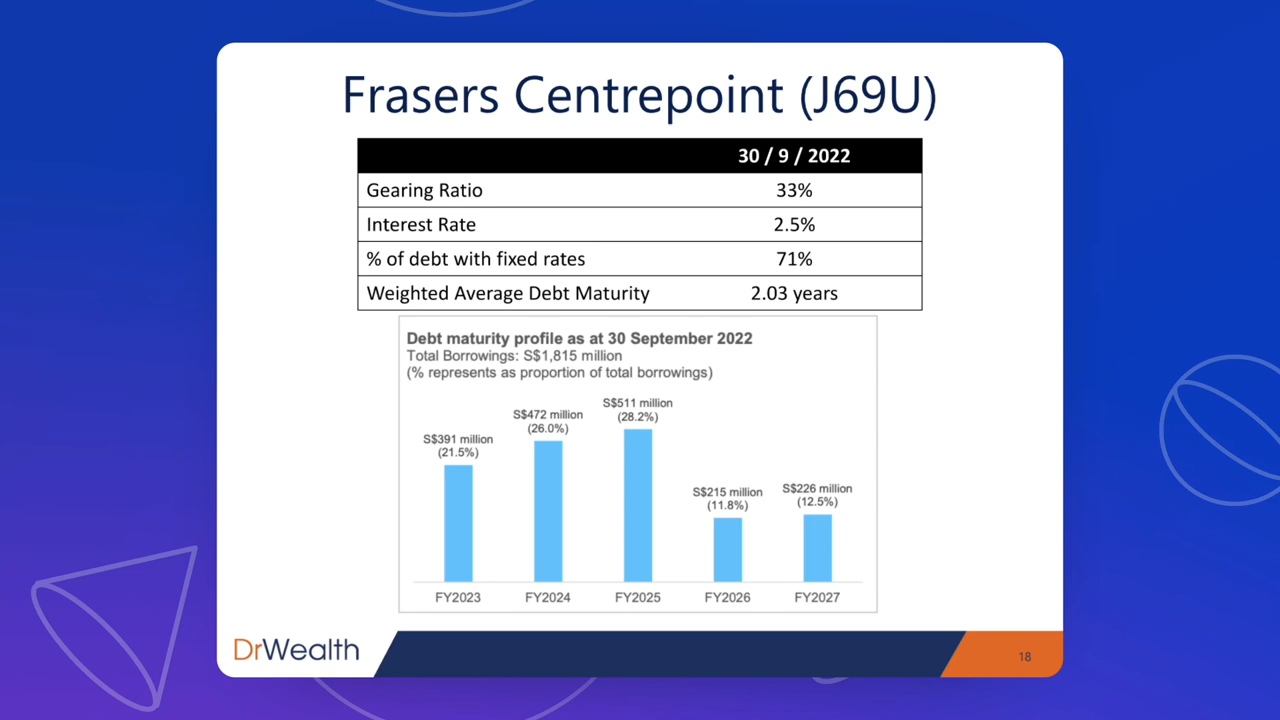 Frasers Centrepoint (J69U)
30 / 9 / 2022
Gearing Ratio 33%
Interest Rate 2.5%
% of debt with fixed rates 71%
Weighted Average Debt Maturity 2.03 years
Debt maturity profile as at 30 September 2022
Total Borrowings: S$1,815 million
(% represents as proportion of total borrowings)
S$391 million
(21.5%)
S$472 million
(26.0%)
S$511 million
(28.2%)
S$215 million
(11.8%)
S$226 million
(12.5%)
FY2023 FY2024 FY2025 FY2026 FY2027
DrWealth
18